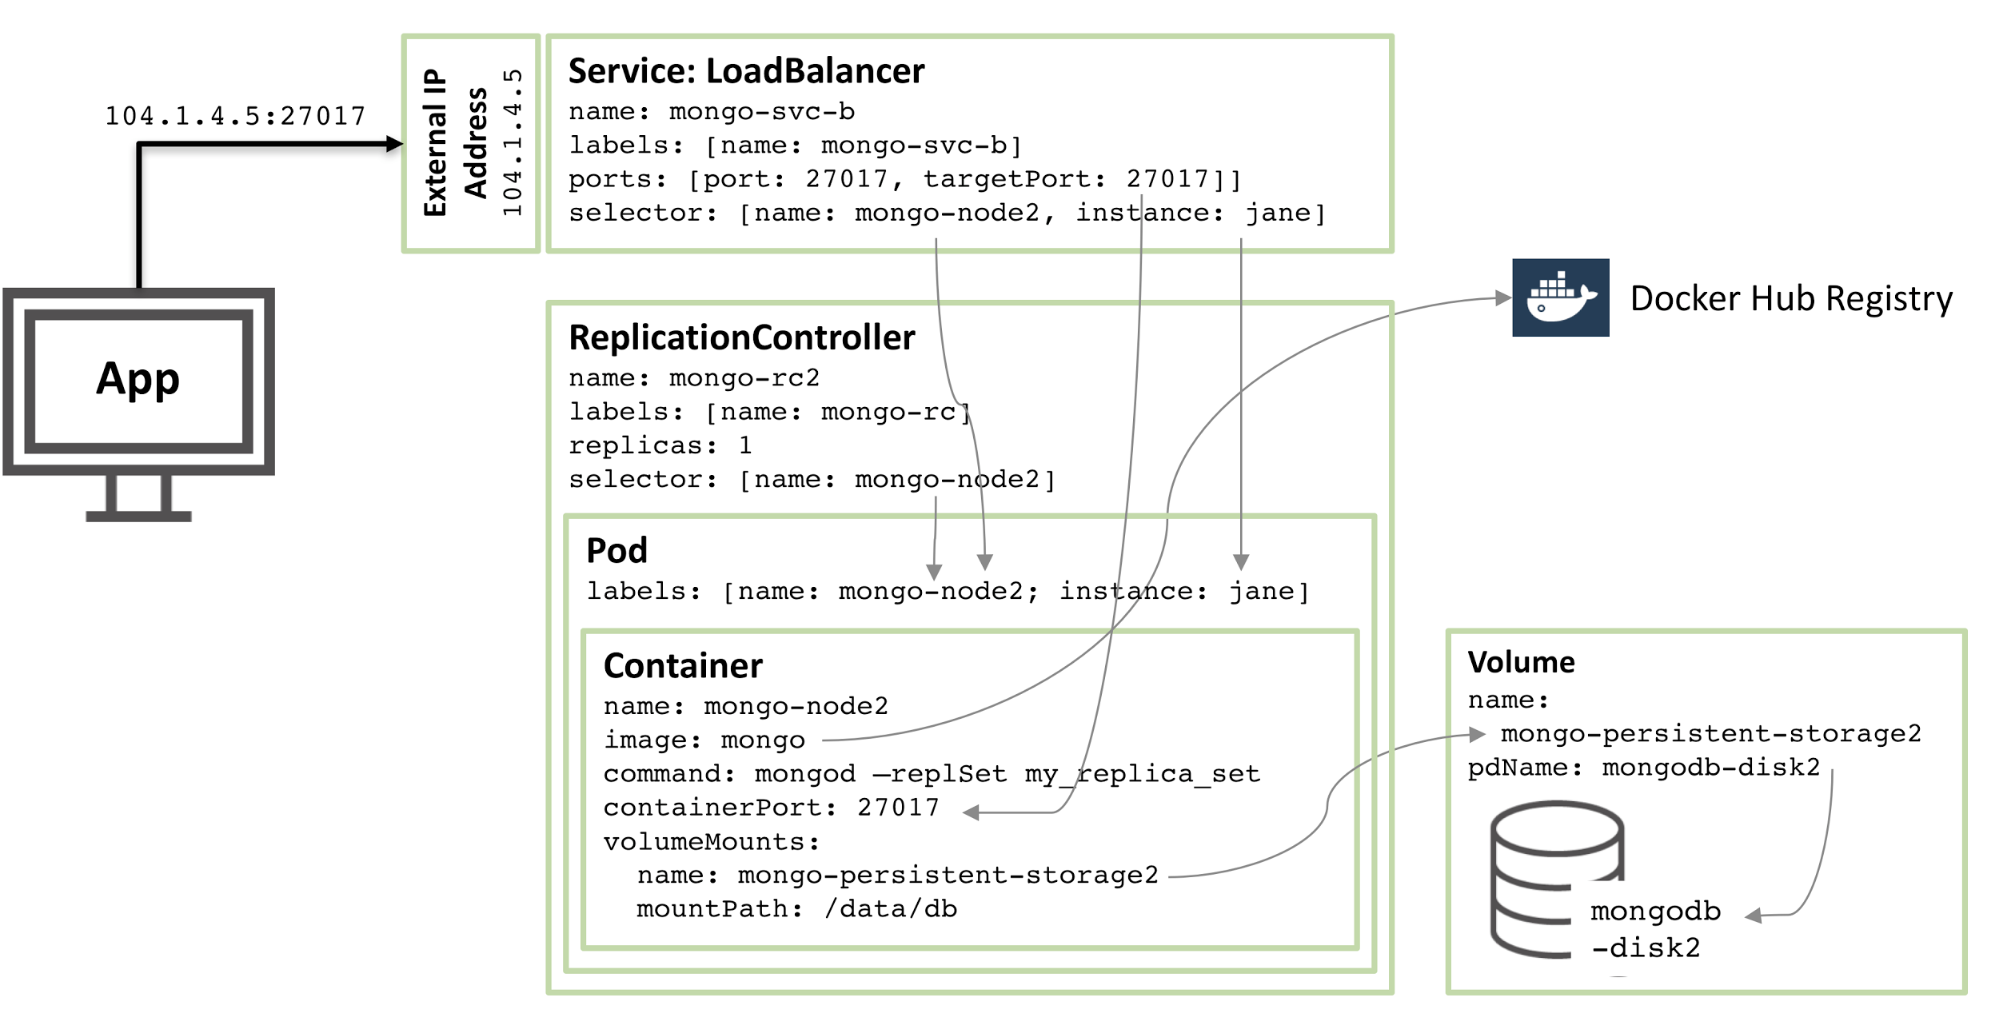 104.1.4.5:27017
External IP
Address
104.1.4.5
Service: LoadBalancer
name: mongo-svc-b
labels: [name: mongo-svc-b]
ports: [port: 27017, targetPort: 27017]]
selector: [name: mongo-node2, instance: jane]
App
Docker Hub Registry
ReplicationController
name: mongo-rc2
labels: [name: mongo-rc]
replicas: 1
selector: [name: mongo-node2]
Pod
labels: [name: mongo-node2; instance: jane]
Container
name: mongo-node2
image: mongo
command: mongod –replSet my_replica_set
containerPort: 27017
volumeMounts:
name: mongo-persistent-storage2
mountPath: /data/db
Volume
name:
mongo-persistent-storage2
pdName: mongodb-disk2
mongodb
-disk2